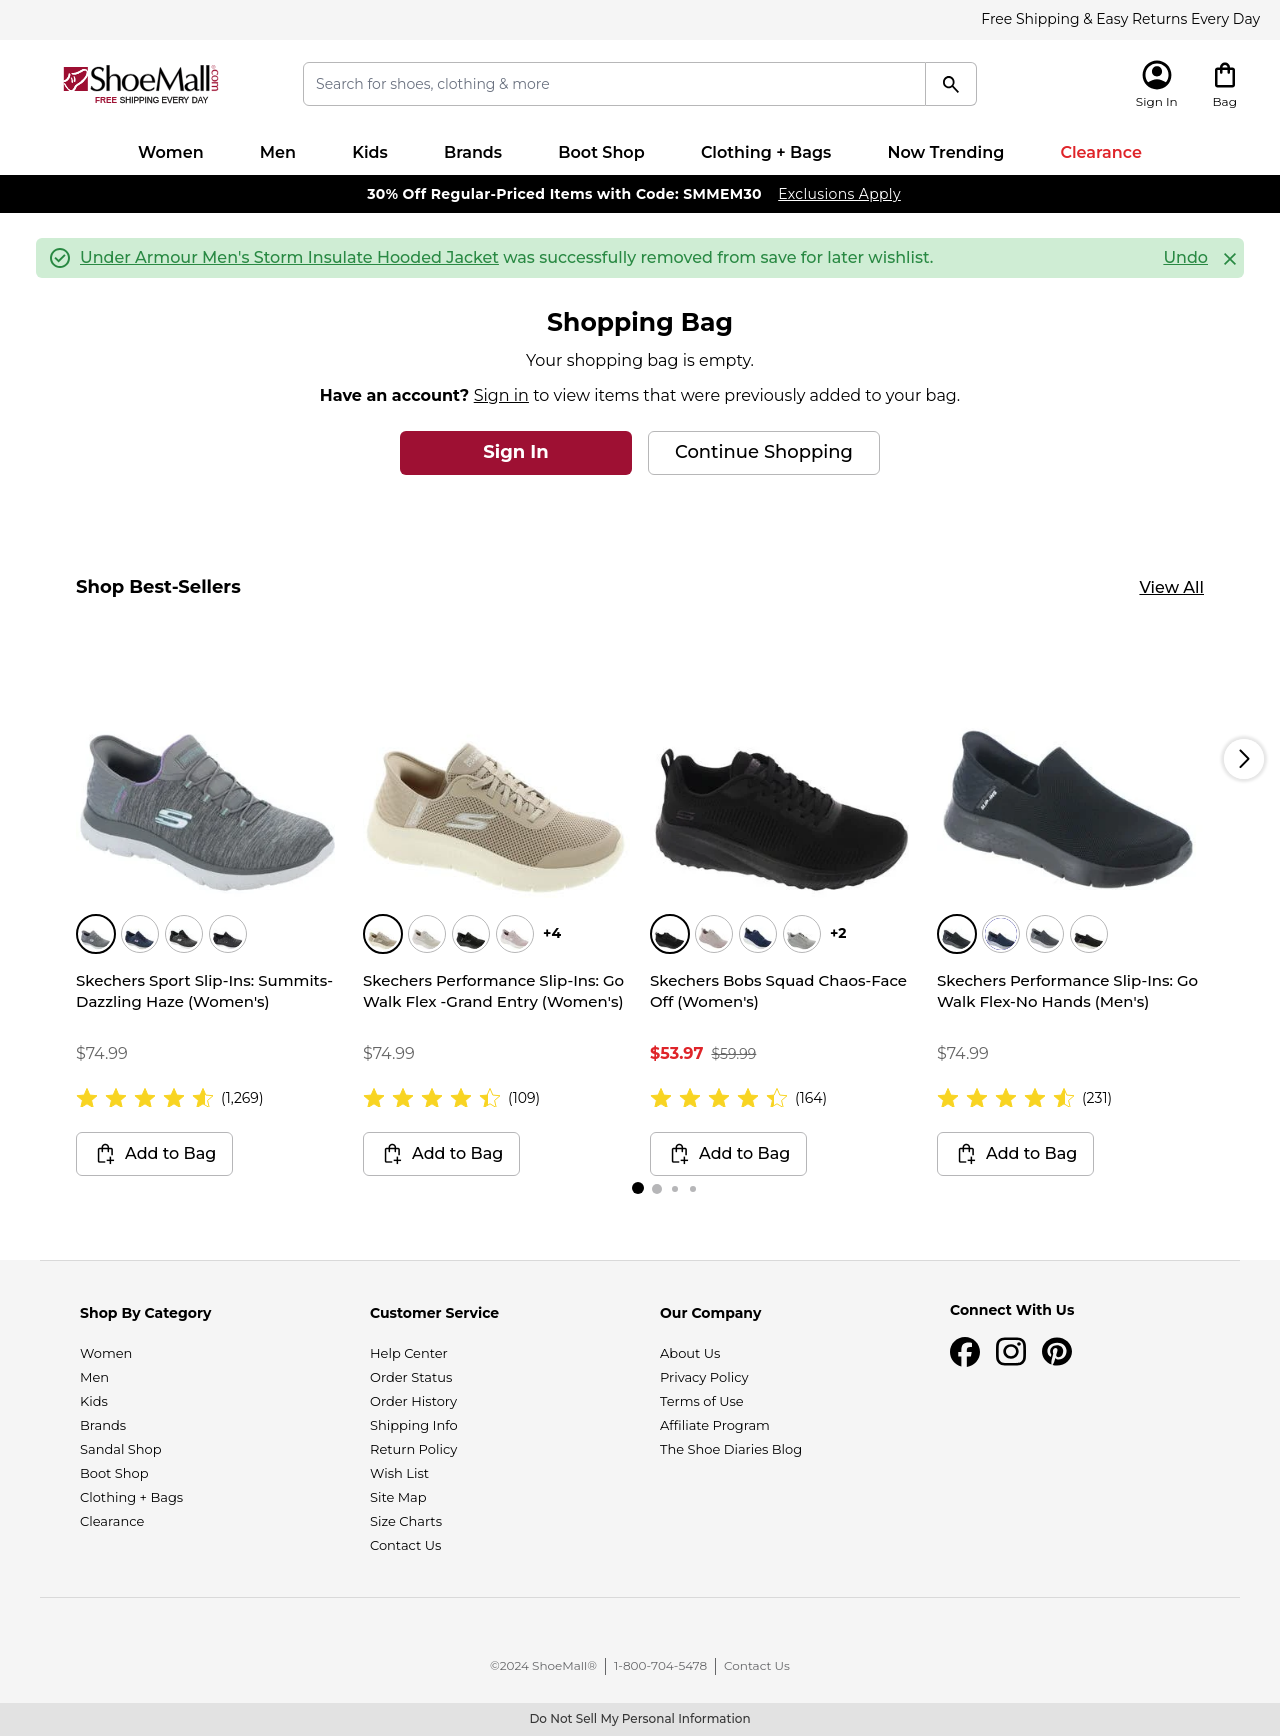 Free Shipping & Easy Returns Every Day
ShoeMall.com
FREE SHIPPING EVERY DAY
Search for shoes, clothing & more
Sign In
Bag
Women
Men
Kids
Brands
Boot Shop
Clothing + Bags
Now Trending
Clearance
30% Off Regular-Priced Items with Code: SMMEM30 Exclusions Apply
Under Armour Men's Storm Insulate Hooded Jacket was successfully removed from save for later wishlist.
Undo
Shopping Bag
Your shopping bag is empty.
Have an account? Sign in to view items that were previously added to your bag.
Sign In
Continue Shopping
Shop Best-Sellers
View All
Skechers Sport Slip-Ins: Summits-
Dazzling Haze (Women's)
$74.99
(1,269)
Add to Bag
+4
Skechers Performance Slip-Ins: Go
Walk Flex -Grand Entry (Women's)
$74.99
(109)
Add to Bag
+2
Skechers Bobs Squad Chaos-Face
Off (Women's)
$53.97 $59.99
(164)
Add to Bag
Skechers Performance Slip-Ins: Go
Walk Flex-No Hands (Men's)
$74.99
(231)
Add to Bag
Shop By Category
Women
Men
Kids
Brands
Sandal Shop
Boot Shop
Clothing + Bags
Clearance
Customer Service
Help Center
Order Status
Order History
Shipping Info
Return Policy
Wish List
Site Map
Size Charts
Contact Us
Our Company
About Us
Privacy Policy
Terms of Use
Affiliate Program
The Shoe Diaries Blog
Connect With Us
©2024 ShoeMall®
1-800-704-5478
Contact Us
Do Not Sell My Personal Information